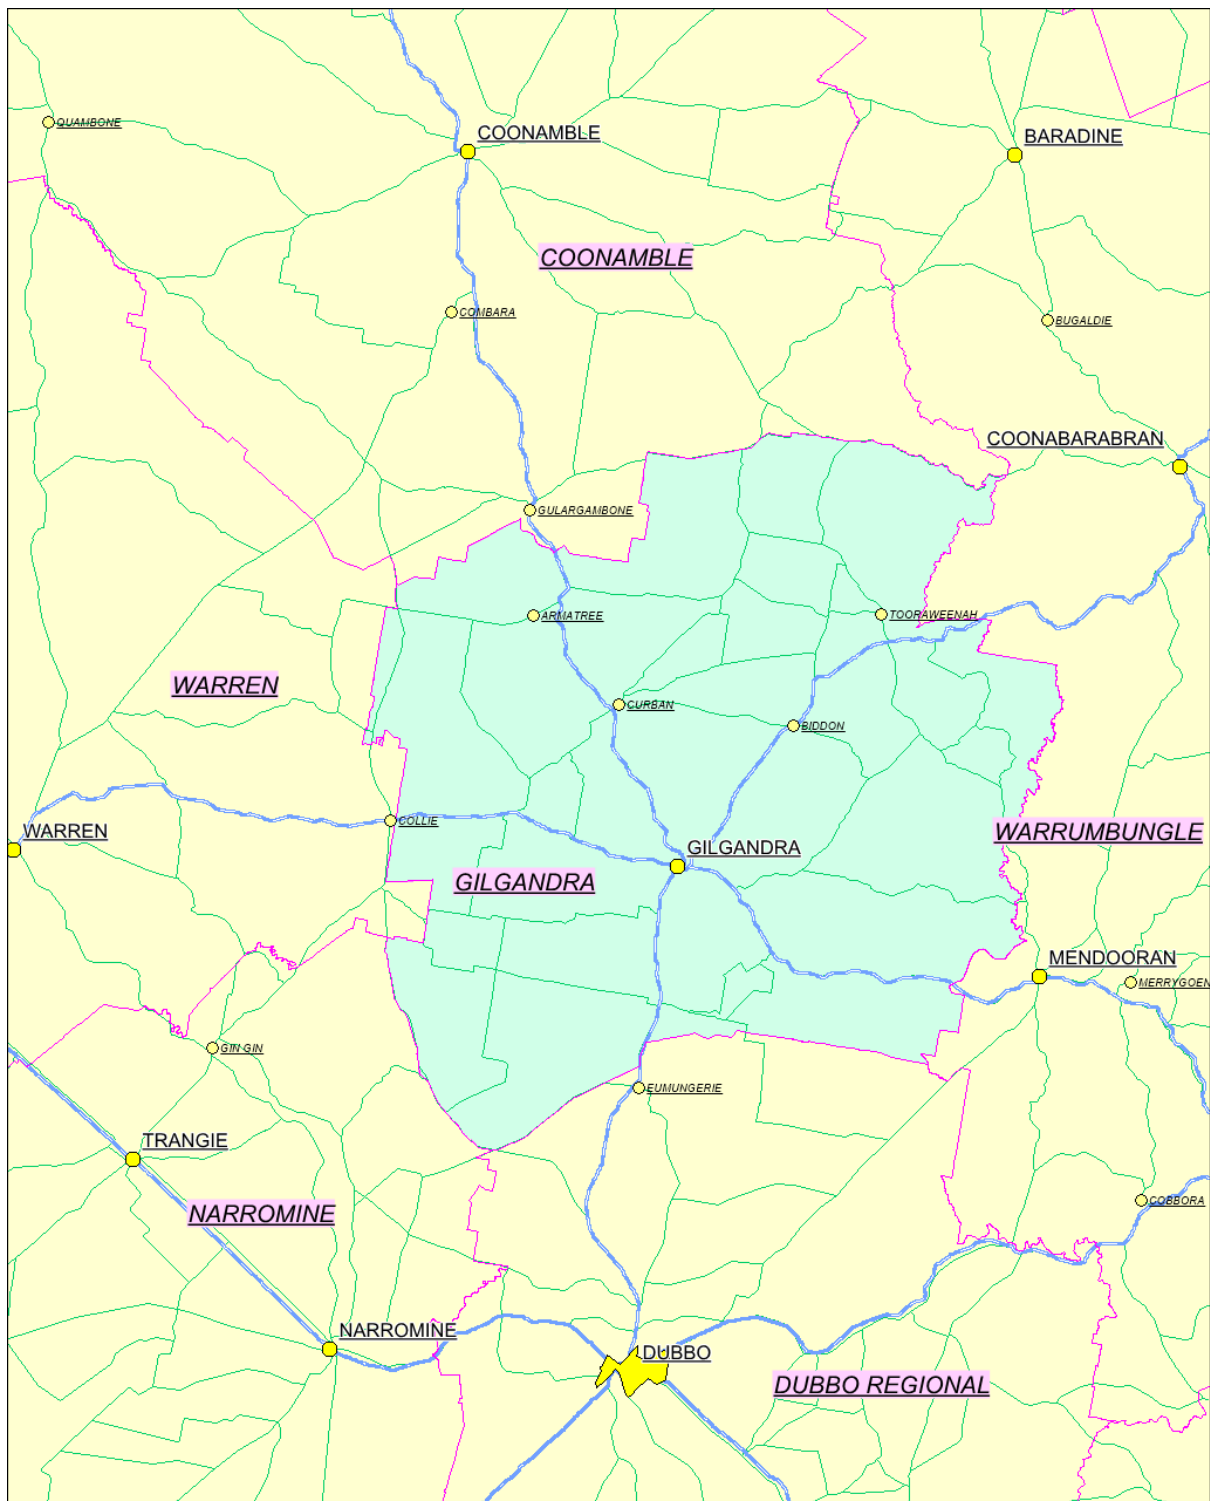 QUAMBONE
COONAMBLE
BARADINE
COONAMBLE
COMBARA
BUGALDIE
COONABARABRAN
GULARGAMBONE
ARMATREE
TOORAWEENAH
WARREN
CURBAN
BIDDON
COLLIE
WARREN
WARRUMBUNGLE
GILGANDRA
GILGANDRA
MENDOORAN
MERRYGOEN
GIN GIN
EUMUNGERIE
TRANGIE
COBBORA
NARROMINE
NARROMINE
DUBBO
DUBBO REGIONAL